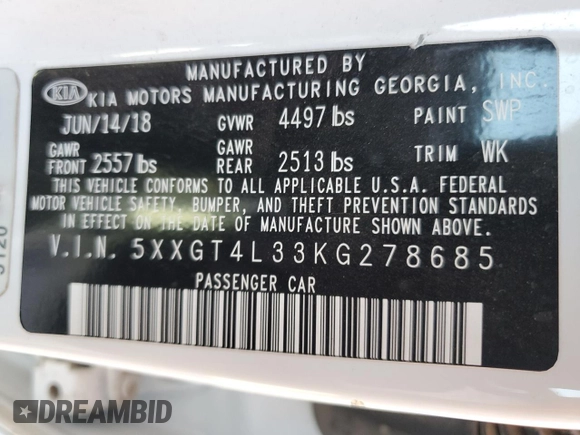 MANUFACTURED BY
KIA KIA MOTORS MANUFACTURING GEORGIA, INC.
JUN/14/18 GVWR 4497 lbs PAINT SWP
GAWR FRONT 2557 lbs GAWR REAR 2513 lbs TRIM WK
THIS VEHICLE CONFORMS TO ALL APPLICABLE U.S.A. FEDERAL
MOTOR VEHICLE SAFETY, BUMPER, AND THEFT PREVENTION STANDARDS
IN EFFECT ON THE DATE OF MANUFACTURE SHOWN ABOVE.
V.I.N. 5XXGT4L33KG278685
PASSENGER CAR
DREAMBID